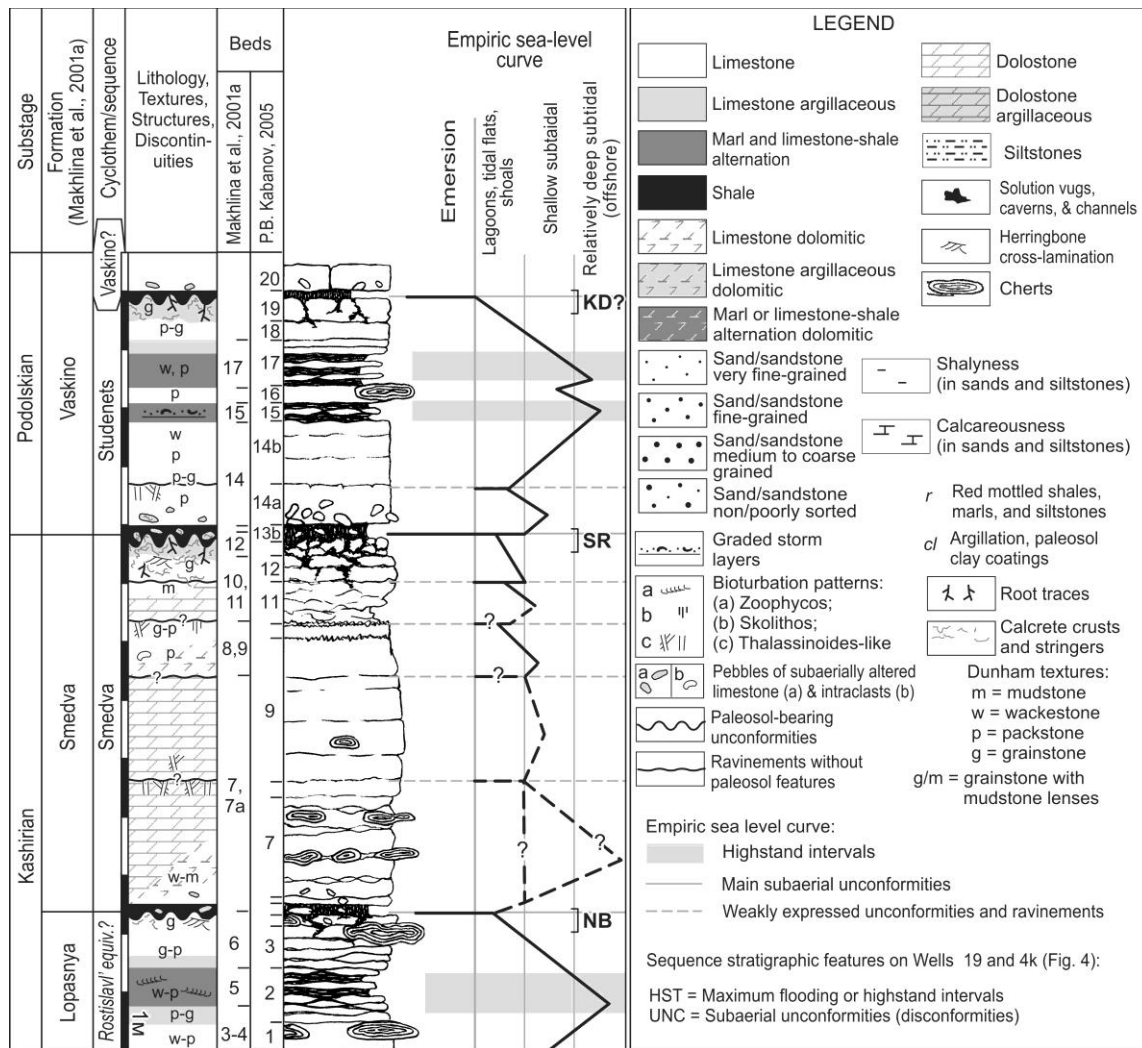 Substage
Formation
(Makhlina et al., 2001a)
Cyclothem/sequence
Lithology,
Textures,
Structures,
Discontin-
uities
Beds
Makhlina et al., 2001a
P.B. Kabanov, 2005
Empiric sea-level
curve
Emersion
Lagoons, tidal flats,
shoals
Shallow subtaidal
Relatively deep subtidal
(offshore)
Podolskian
Kashirian
Vaskino
Smedva
Lopasnya
Vaskino?
Studenets
Smedva
Rostislavl' equiv.?
g
p-g
w, p
p
w
p
p-g
p
g
m
?
g-p
p
?
?
w-m
g
g-p
w-p
p-g
w-p
1M
17
15
14
12
10,
11
8,9
7,
7a
6
5
3-4
20
19
18
17
16
15
14b
14a
13b
12
11
9
7
3
2
1
KD?
SR
?
?
?
?
NB
LEGEND
Limestone
Limestone argillaceous
Marl and limestone-shale
alternation
Shale
Limestone dolomitic
Limestone argillaceous
dolomitic
Marl or limestone-shale
alternation dolomitic
Sand/sandstone
very fine-grained
Sand/sandstone
fine-grained
Sand/sandstone
medium to coarse
grained
Sand/sandstone
non/poorly sorted
Graded storm
layers
a
b
c
Bioturbation patterns:
(a) Zoophycos;
(b) Skolithos;
(c) Thalassinoides-like
a b
Pebbles of subaerially altered
limestone (a) & intraclasts (b)
Paleosol-bearing
unconformities
Ravinements without
paleosol features
Dolostone
Dolostone
argillaceous
Siltstones
Solution vugs,
caverns, & channels
Herringbone
cross-lamination
Cherts
Shalyness
(in sands and siltstones)
Calcareousness
(in sands and siltstones)
r Red mottled shales,
marls, and siltstones
cl Argillation, paleosol
clay coatings
Root traces
Calcrete crusts
and stringers
Dunham textures:
m = mudstone
w = wackestone
p = packstone
g = grainstone
g/m = grainstone with
mudstone lenses
Empiric sea level curve:
Highstand intervals
Main subaerial unconformities
Weakly expressed unconformities and ravinements
Sequence stratigraphic features on Wells 19 and 4k (Fig. 4):
HST = Maximum flooding or highstand intervals
UNC = Subaerial unconformities (disconformities)